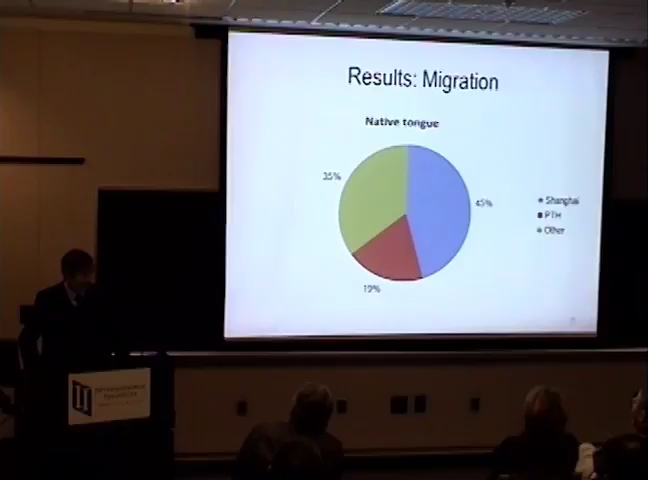 Results: Migration
Native tongue
35%
45%
19%
Shanghai
PTH
Other